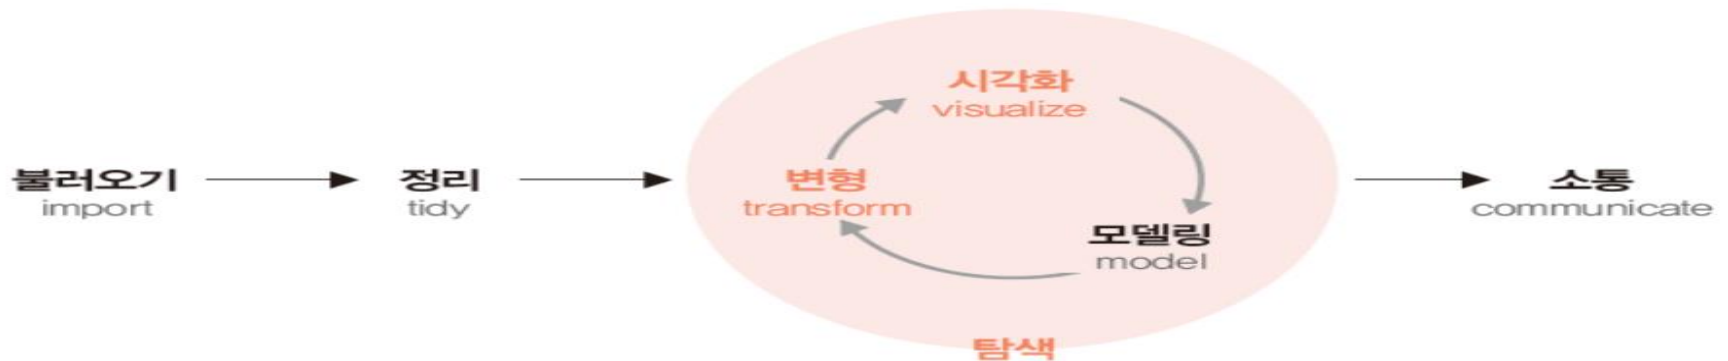 불러오기
import
정리
tidy
변형
transform
시각화
visualize
모델링
model
탐색
소통
communicate